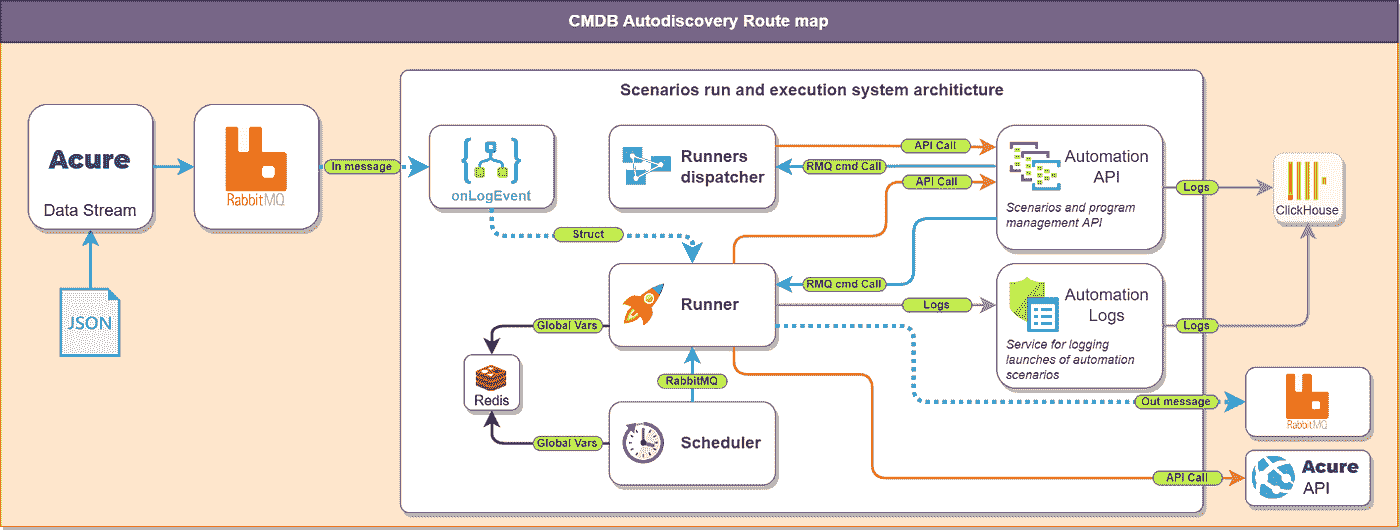 CMDB Autodiscovery Route map
Scenarios run and execution system architicture
Acure
Data Stream
JSON
RabbitMQ
In message
onLogEvent
Struct
Runners
dispatcher
API Call
RMQ cmd Call
API Call
Automation
API
Scenarios and program
management API
Logs
ClickHouse
Runner
RMQ cmd Call
Logs
Automation
Logs
Service for logging
launches of automation
scenarios
Logs
Global Vars
Redis
RabbitMQ
Global Vars
Scheduler
Out message
RabbitMQ
API Call
Acure
API